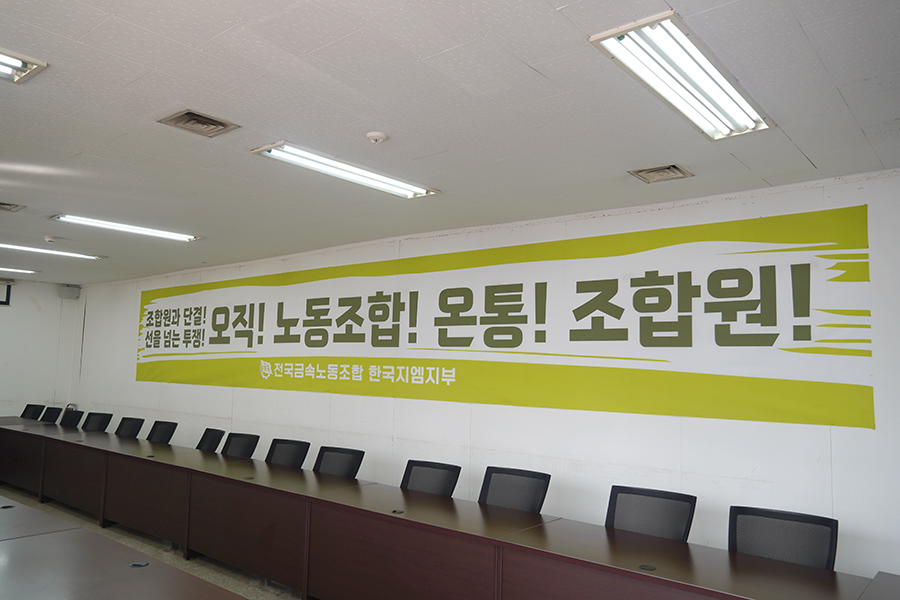 조합원과 단결!
선을 넘는 투쟁!
오직! 노동조합! 온통! 조합원!
전국금속노동조합 한국지엠지부